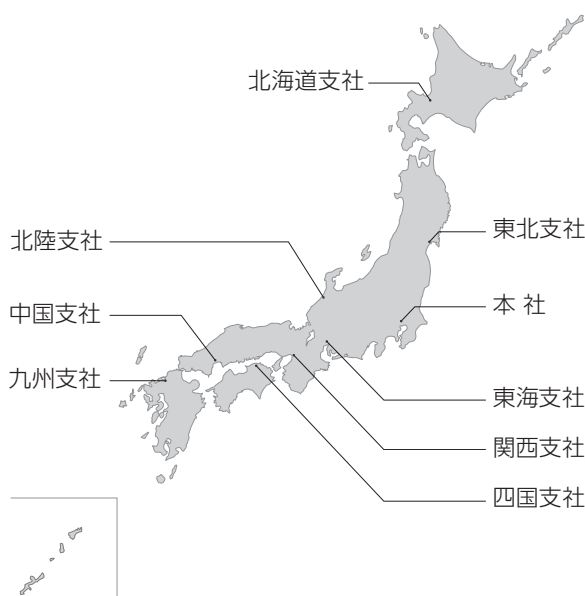 北海道支社
東北支社
北陸支社
本 社
中国支社
九州支社
東海支社
関西支社
四国支社